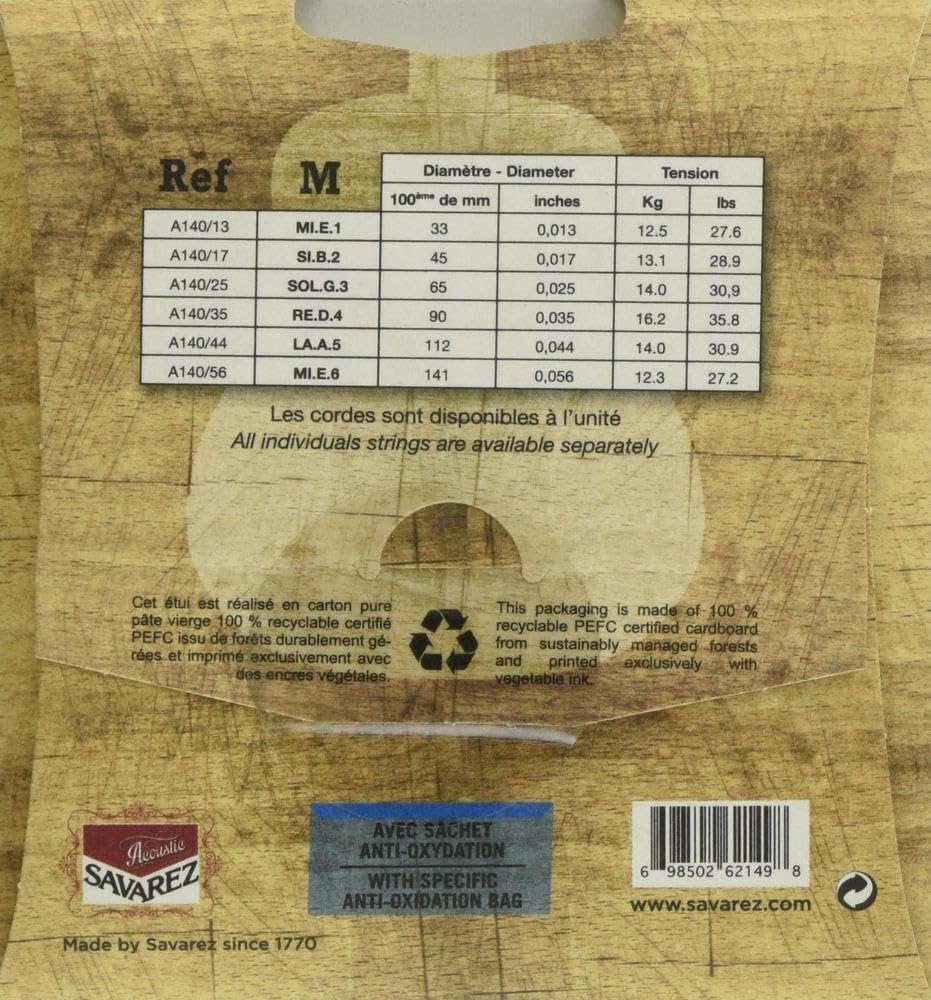 Ref M Diamètre - Diameter Tension
100ème de mm inches Kg lbs
A140/13 MI.E.1 33 0,013 12.5 27.6
A140/17 SI.B.2 45 0,017 13.1 28.9
A140/25 SOL.G.3 65 0,025 14.0 30,9
A140/35 RE.D.4 90 0,035 16.2 35.8
A140/44 LA.A.5 112 0,044 14.0 30.9
A140/56 MI.E.6 141 0,056 12.3 27.2
Les cordes sont disponibles à l'unité
All individuals strings are available separately
Cet étui est réalisé en carton pure
pâte vierge 100 % recyclable certifié
PEFC issu de forêts durablement gé-
rées et imprimé exclusivement avec
des encres végétales.
This packaging is made of 100 %
recyclable PEFC certified cardboard
from sustainably managed forests
and printed exclusively with
vegetable ink.
Acoustic
SAVAREZ
Made by Savarez since 1770
AVEC SACHET
ANTI-OXYDATION
WITH SPECIFIC
ANTI-OXIDATION BAG
6 98502 62149 8
www.savarez.com